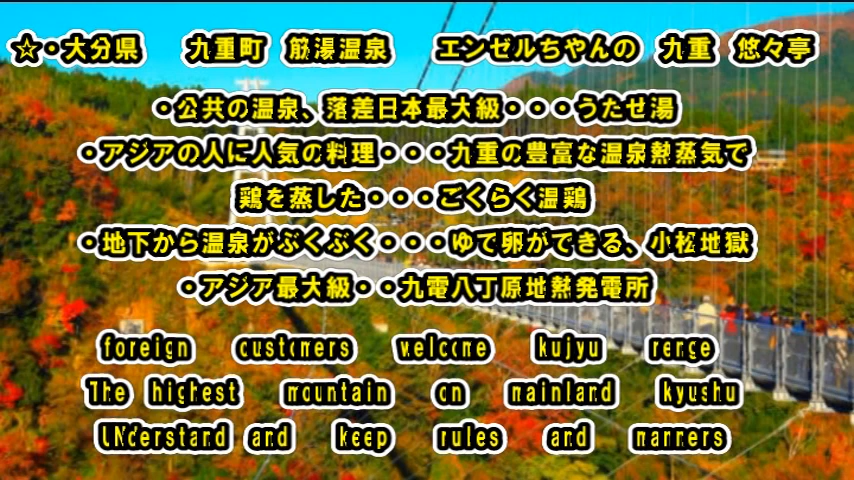 ☆・大分県 九重町 筋湯温泉 エンゼルちやんの 九重 悠々亭
・公共の温泉、落差日本最大級・・・うたせ湯
・アジアの人に人気の料理・・・九重の豊富な温泉熱蒸気で
鶏を蒸した・・・ごくらく温鶏
・地下から温泉がぶくぶく・・・ゆで卵ができる、小松地獄
・アジア最大級・・九電八丁原地熱発電所
foreign customers welcome kujyu range
The highest mountain on mainland kyushu
UNderstand and keep rules and manners